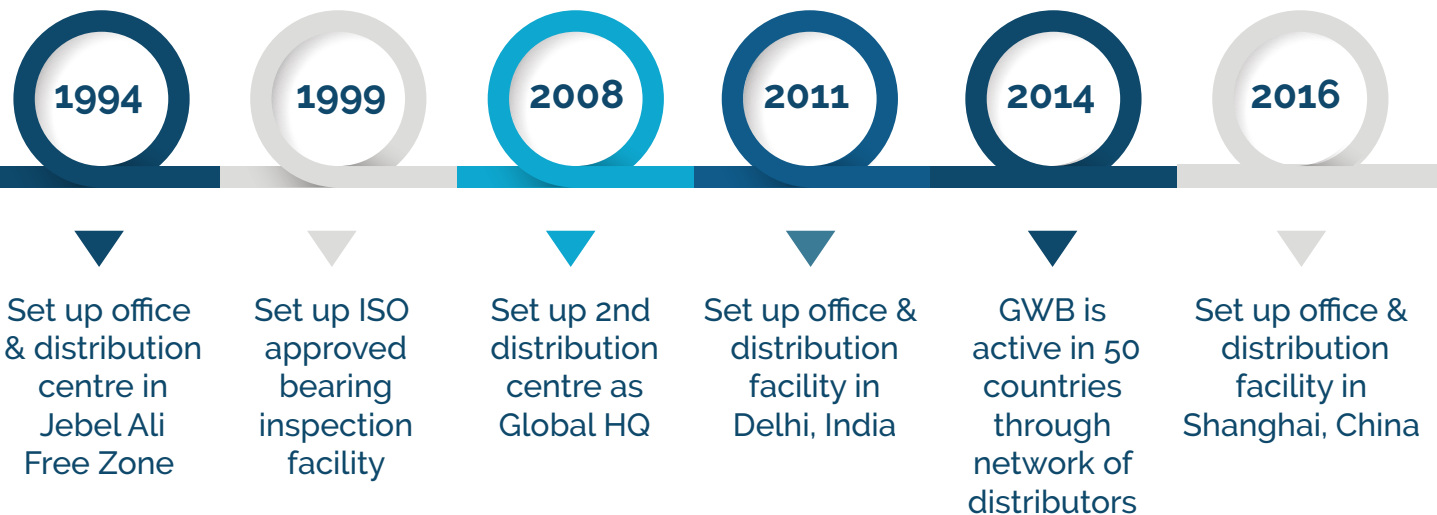 1994
1999
2008
2011
2014
2016
Set up office
& distribution
centre in
Jebel Ali
Free Zone
Set up ISO
approved
bearing
inspection
facility
Set up 2nd
distribution
centre as
Global HQ
Set up office &
distribution
facility in
Delhi, India
GWB is
active in 50
countries
through
network of
distributors
Set up office &
distribution
facility in
Shanghai, China